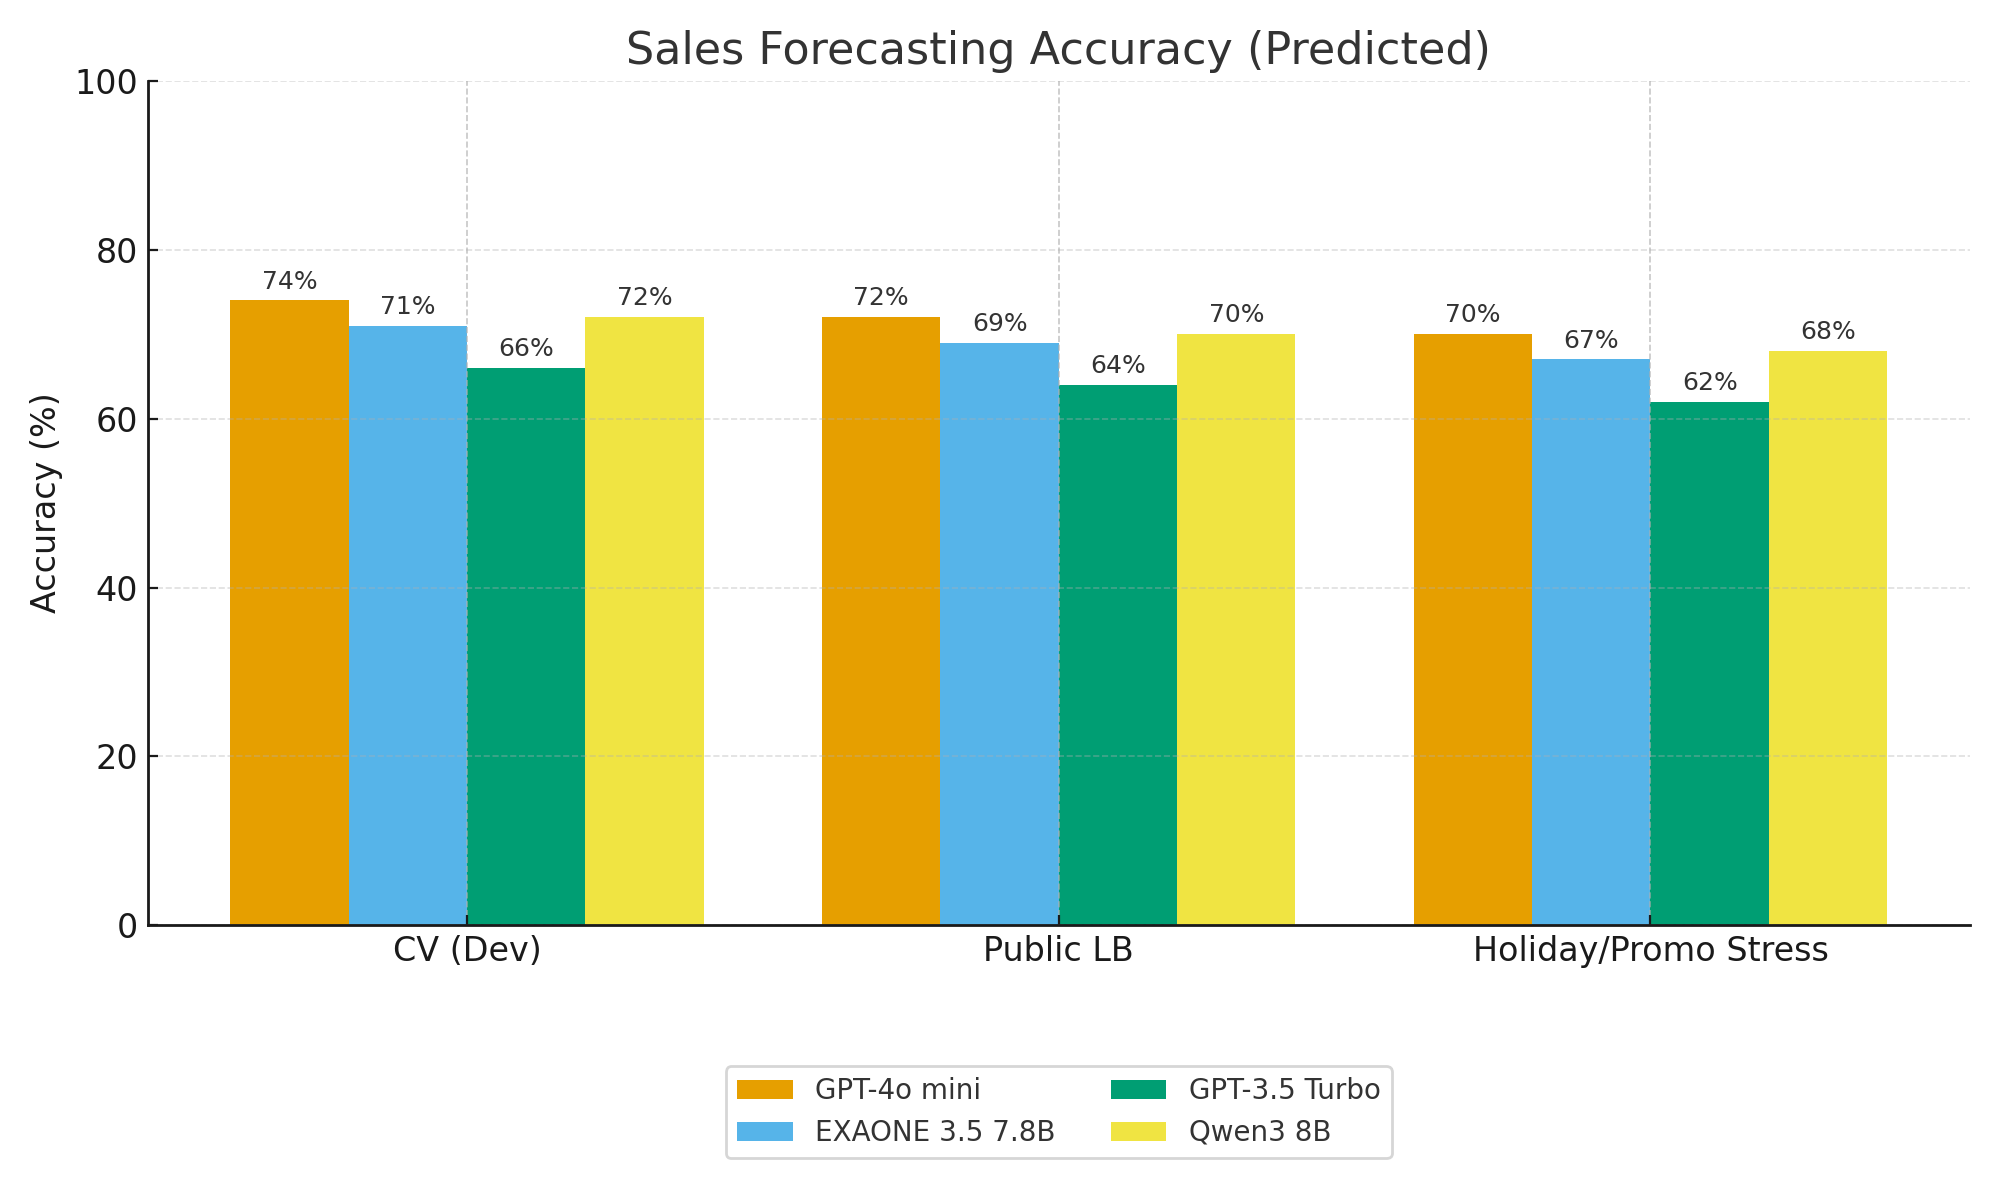 Sales Forecasting Accuracy (Predicted)
Accuracy (%)
100
80
60
40
20
0
74%
71%
66%
72%
72%
69%
64%
70%
70%
67%
62%
68%
CV (Dev)
Public LB
Holiday/Promo Stress
GPT-4o mini
EXAONE 3.5 7.8B
GPT-3.5 Turbo
Qwen3 8B